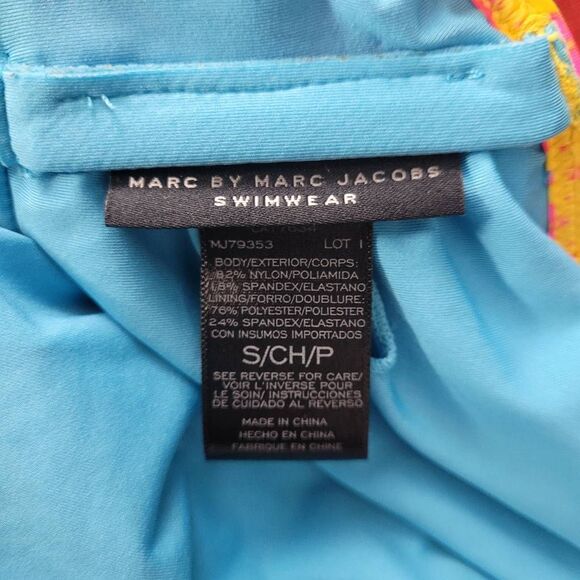 MARC BY MARC JACOBS
SWIMWEAR
MJ79353 LOT 1
BODY/EXTERIOR/CORPS:
82% NYLON/POLIAMIDA
18% SPANDEX/ELASTANO
LINING/FORRO/DOUBLURE:
76% POLYESTER/POLIESTER
24% SPANDEX/ELASTANO
CON INSUMOS IMPORTADOS
S/CH/P
SEE REVERSE FOR CARE/
VOIR L'INVERSE POUR
LE SOIN/ INSTRUCCIONES
DE CUIDADO AL REVERSO
MADE IN CHINA
HECHO EN CHINA
FABRIQUE EN CHINE